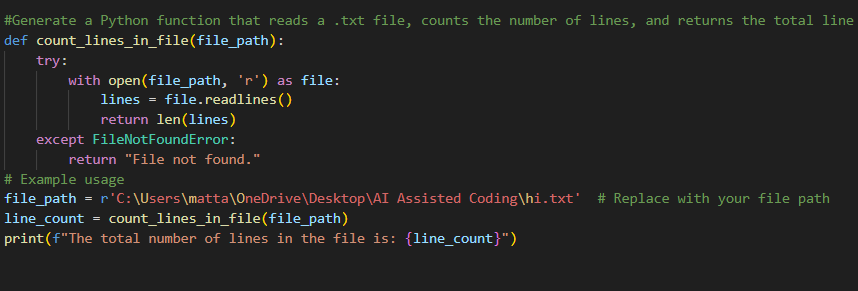 #Generate a Python function that reads a .txt file, counts the number of lines, and returns the total line
def count_lines_in_file(file_path):
    try:
        with open(file_path, 'r') as file:
            lines = file.readlines()
            return len(lines)
    except FileNotFoundError:
        return "File not found."
# Example usage
file_path = r'C:\Users\matta\OneDrive\Desktop\AI Assisted Coding\hi.txt'  # Replace with your file path
line_count = count_lines_in_file(file_path)
print(f"The total number of lines in the file is: {line_count}")